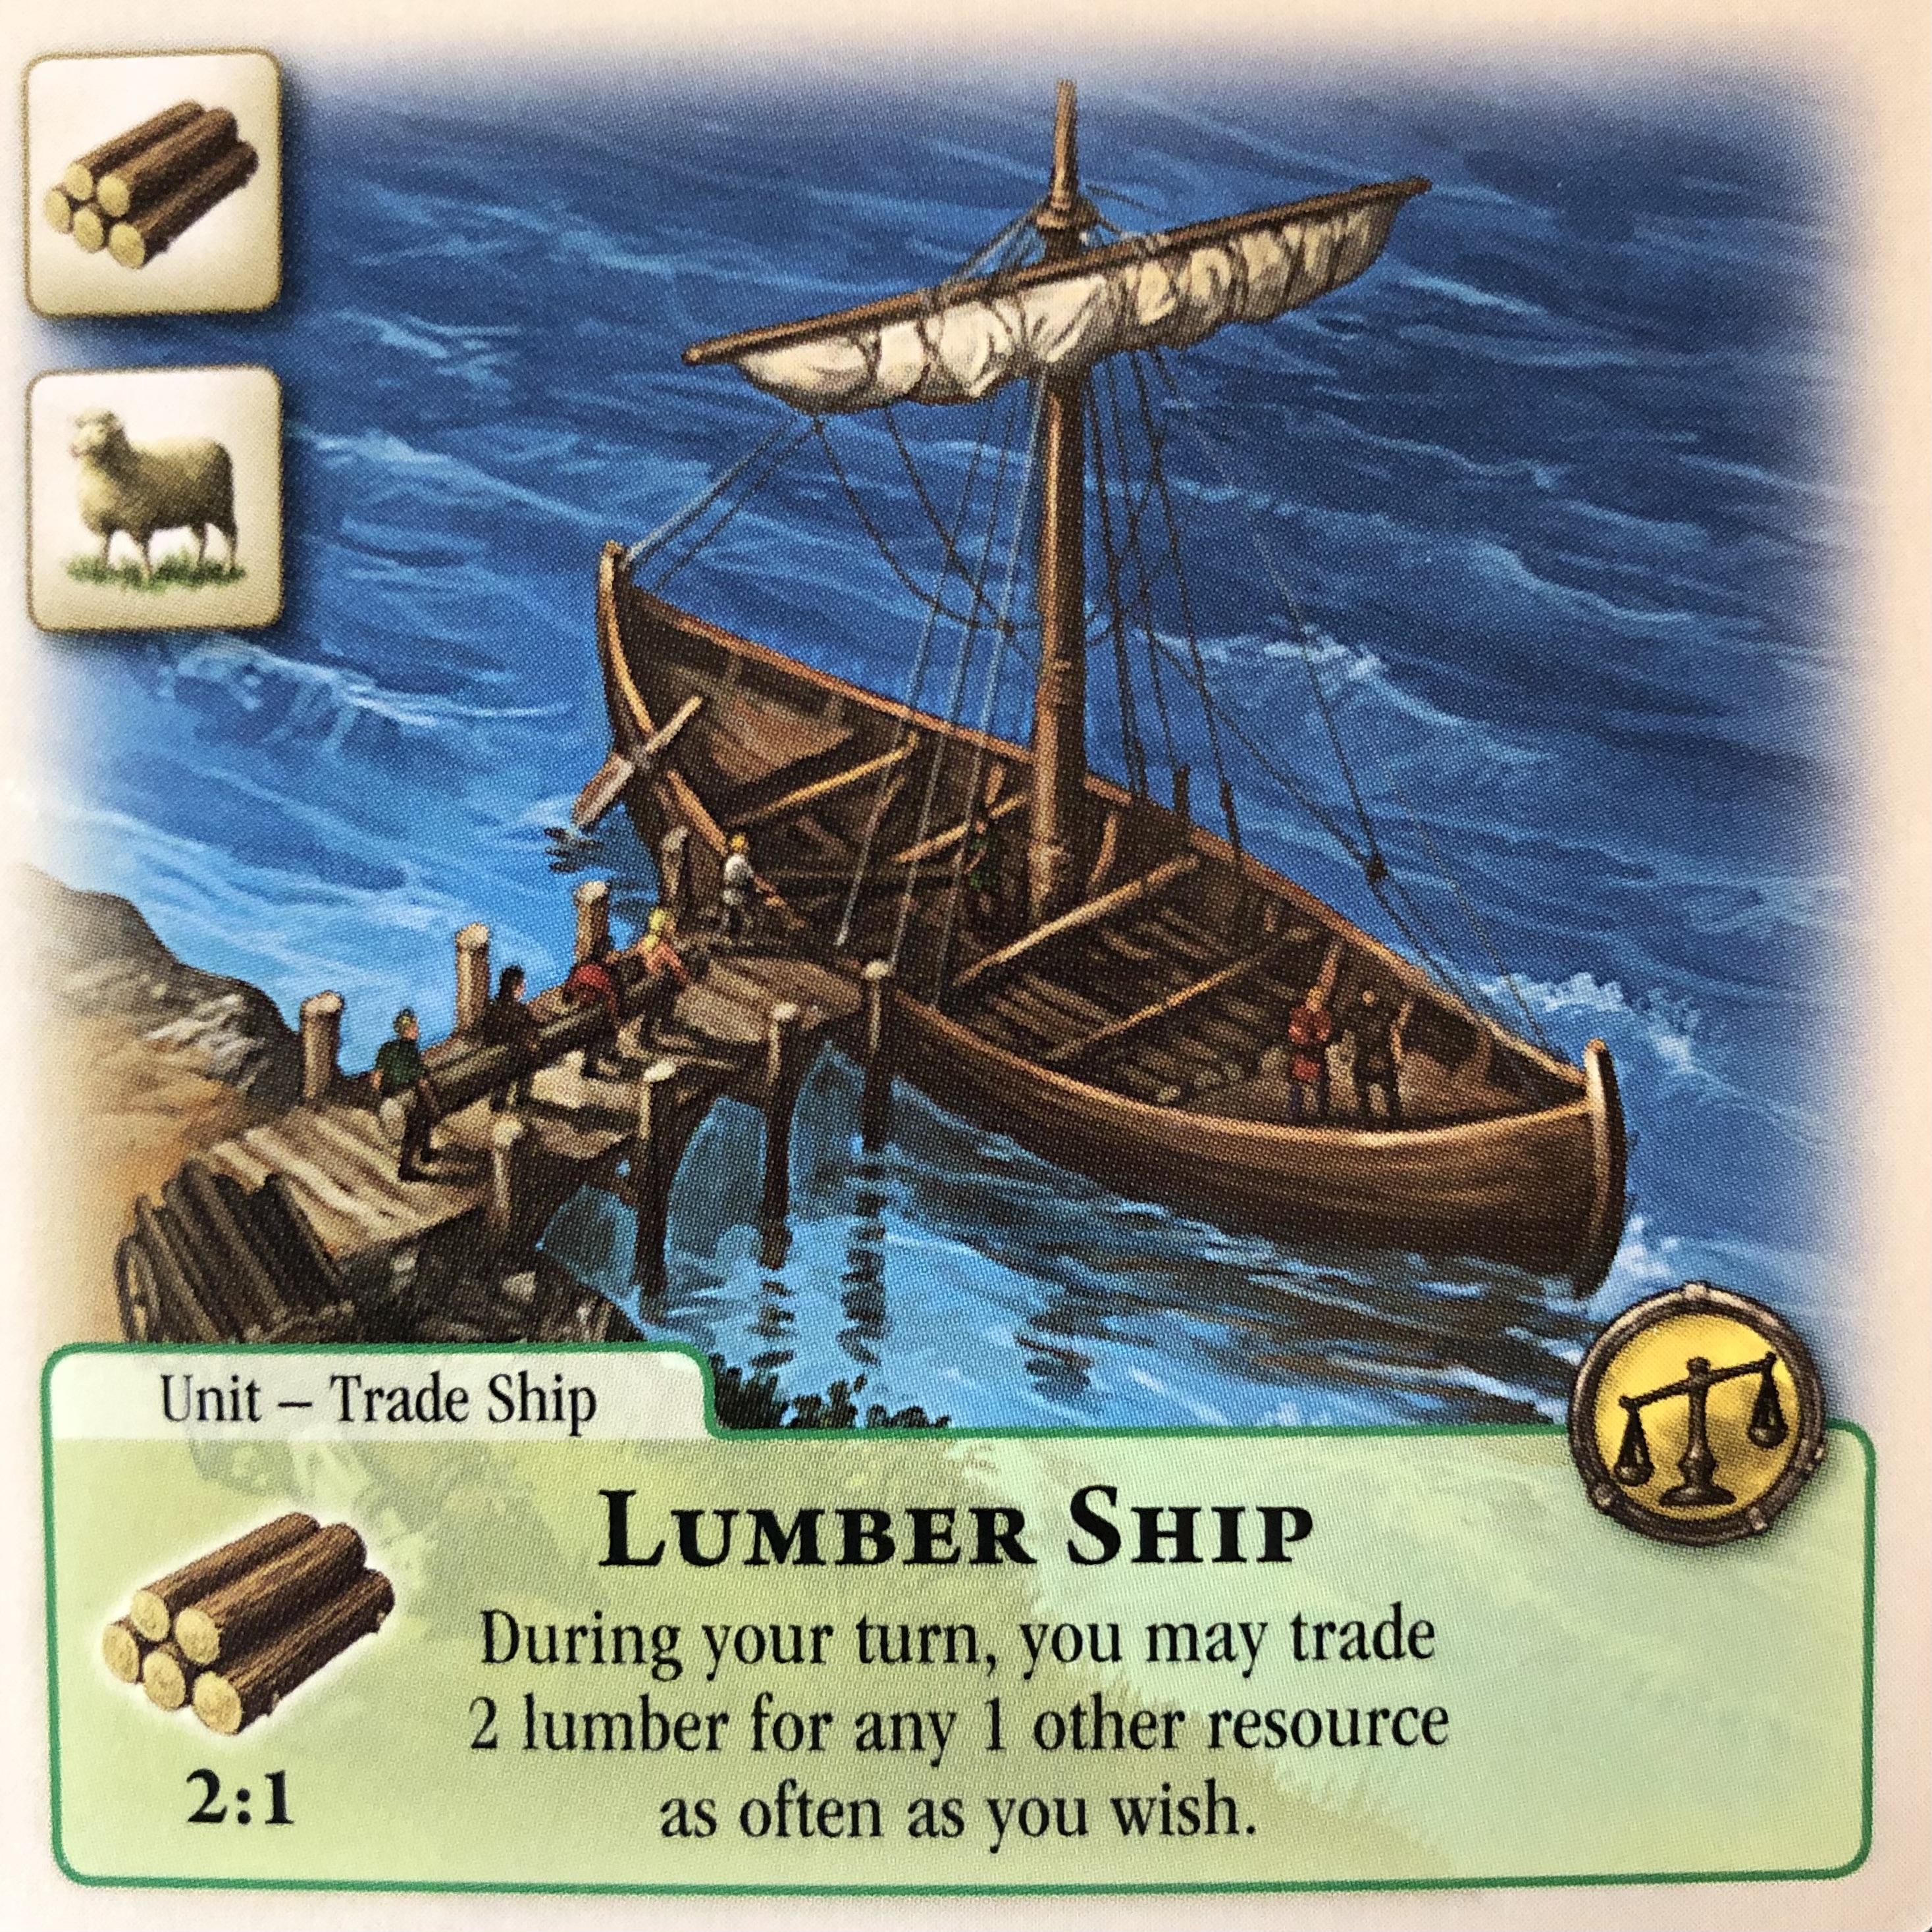 Unit – Trade Ship
Lumber Ship
During your turn, you may trade
2 lumber for any 1 other resource
as often as you wish.
2:1